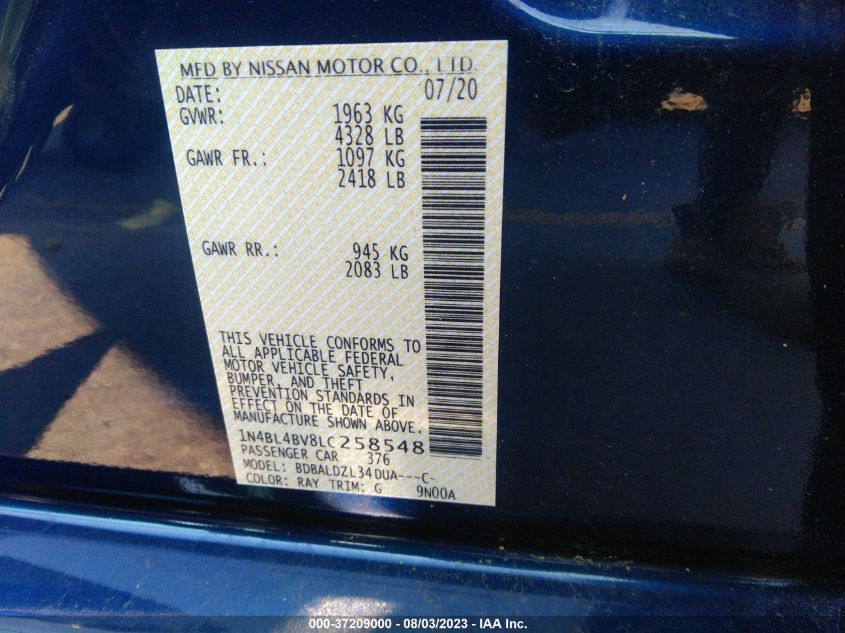 MFD BY NISSAN MOTOR CO., LTD.
DATE: 07/20
GVWR: 1963 KG
4328 LB
GAWR FR.: 1097 KG
2418 LB
GAWR RR.: 945 KG
2083 LB
THIS VEHICLE CONFORMS TO
ALL APPLICABLE FEDERAL
MOTOR VEHICLE SAFETY,
BUMPER, AND THEFT
PREVENTION STANDARDS IN
EFFECT ON THE DATE OF
MANUFACTURE SHOWN ABOVE.
1N4BL4BV8LC258548
PASSENGER CAR 376
MODEL: BDBALDZL34DUA---C-
COLOR: RAY TRIM: G 9N00A
000-37209000 - 08/03/2023 - IAA Inc.